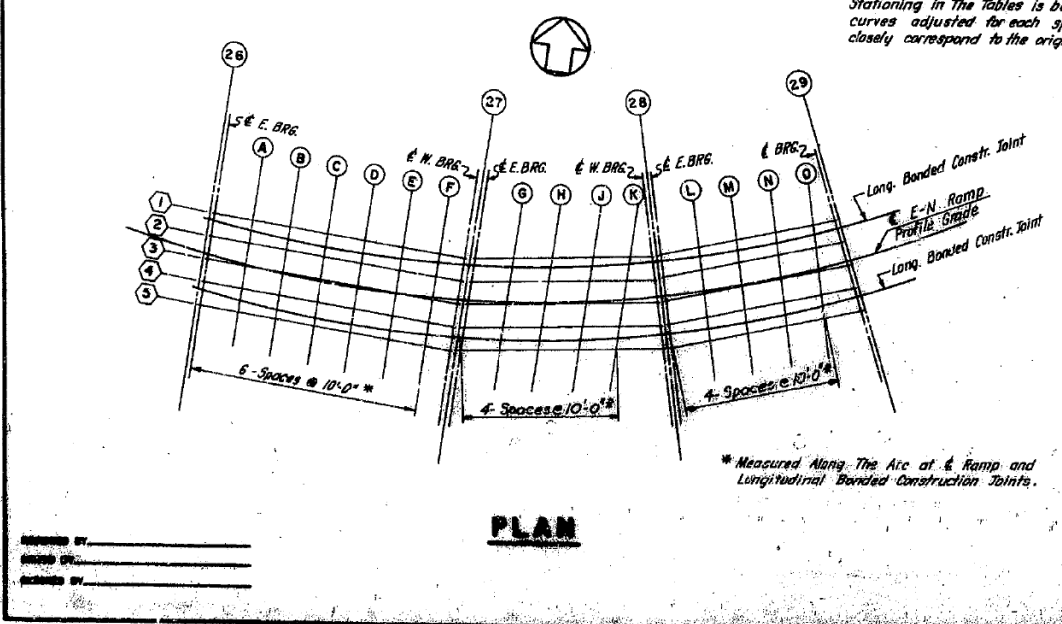 Stationing in The Tables is
curves adjusted for each
closely correspond to the
26
27
28
29
S ℄ E. BRG.
℄ W. BRG.
℄ E. BRG.
℄ W. BRG.
℄ E. BRG.
℄ BRG.
A
B
C
D
E
F
G
H
J
K
L
M
N
O
1
2
3
4
5
Long. Bonded Constr. Joint
℄ E-N Ramp
Profile Grade
Long. Bonded Constr. Joint
6 - Spaces @ 10'-0" *
4- Spaces @ 10'-0" *
4- Spaces @ 10'-0" *
* Measured Along The Arc at ℄ Ramp and
Longitudinal Bonded Construction Joints.
PLAN
BY
BY
BY